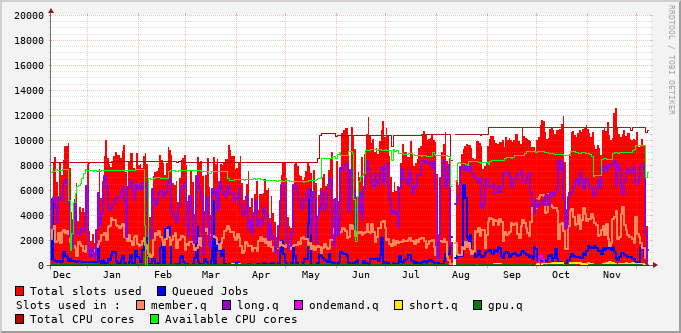 20000
18000
16000
14000
12000
10000
8000
6000
4000
2000
0
Dec Jan Feb Mar Apr May Jun Jul Aug Sep Oct Nov
Total slots used Queued Jobs
Slots used in : member.q long.q ondemand.q short.q gpu.q
Total CPU cores Available CPU cores
RRDTOOL / TOBI OETIKER